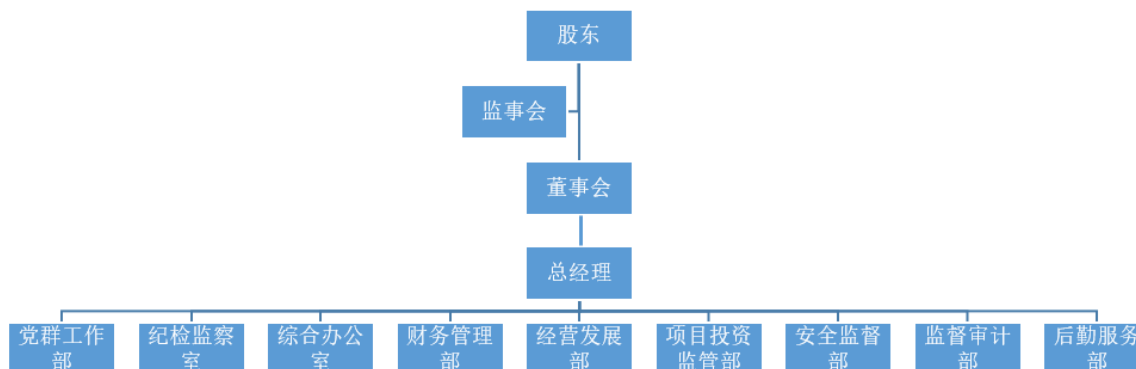 股东
监事会
董事会
总经理
党群工作
部
纪检监察
室
综合办公
室
财务管理
部
经营发展
部
项目投资
监管部
安全监督
部
监督审计
部
后勤服务
部